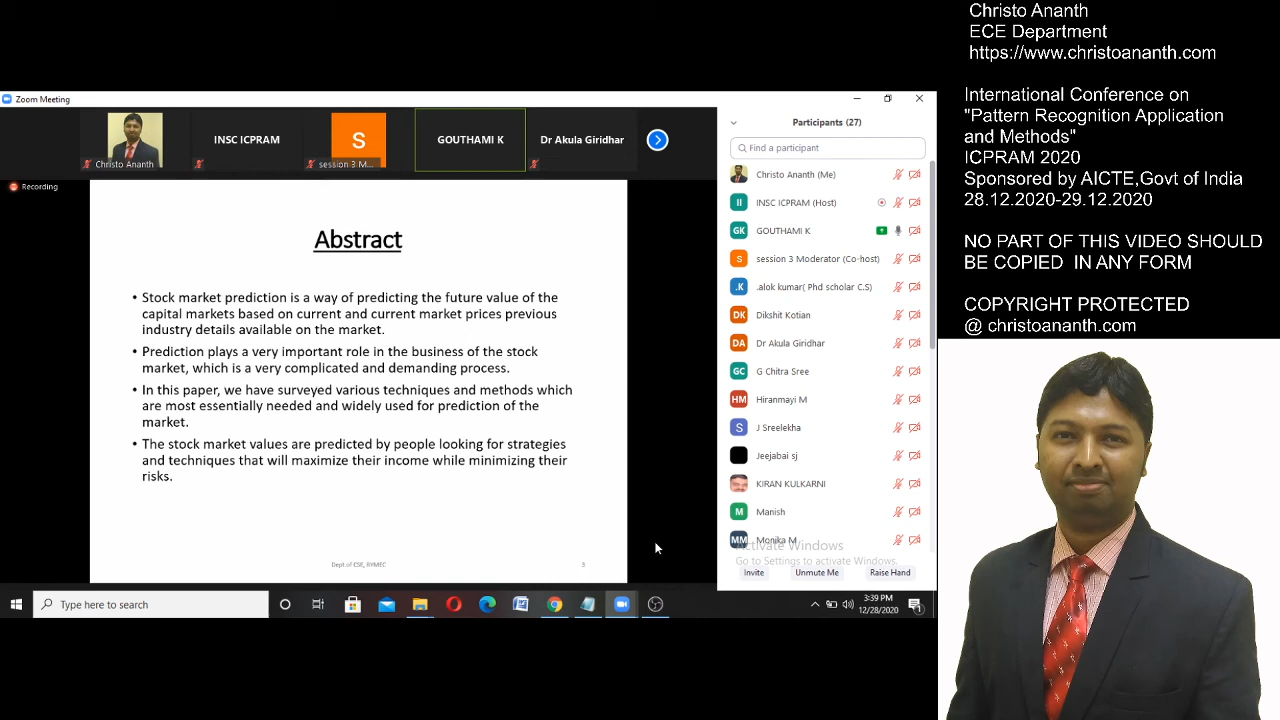 Christo Ananth
ECE Department
https://www.christoananth.com
International Conference on
"Pattern Recognition Application
and Methods"
ICPRAM 2020
Sponsored by AICTE,Govt of India
28.12.2020-29.12.2020
NO PART OF THIS VIDEO SHOULD
BE COPIED IN ANY FORM
COPYRIGHT PROTECTED
@ christoananth.com
Zoom Meeting
Christo Ananth
INSC ICPRAM
S
session 3 M...
GOUTHAMI K
Dr Akula Giridhar
Recording
Abstract
• Stock market prediction is a way of predicting the future value of the
capital markets based on current and current market prices previous
industry details available on the market.
• Prediction plays a very important role in the business of the stock
market, which is a very complicated and demanding process.
• In this paper, we have surveyed various techniques and methods which
are most essentially needed and widely used for prediction of the
market.
• The stock market values are predicted by people looking for strategies
and techniques that will maximize their income while minimizing their
risks.
Dept of CSE, RYMEC
3
Participants (27)
Find a participant
Christo Ananth (Me)
II INSC ICPRAM (Host)
GK GOUTHAMI K
S session 3 Moderator (Co-host)
.K .alok kumar( Phd scholar C.S)
DK Dikshit Kotian
DA Dr Akula Giridhar
GC G Chitra Sree
HM Hiranmayi M
S J Sreelekha
Jeejabai sj
KIRAN KULKARNI
M Manish
MM Monika M
Activate Windows
Go to Settings to activate Windows.
Invite Unmute Me Raise Hand
Type here to search
3:39 PM
12/28/2020
1